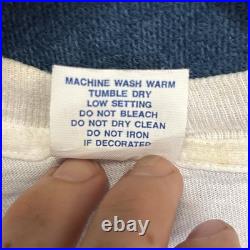 MACHINE WASH WARM
TUMBLE DRY
LOW SETTING
DO NOT BLEACH
DO NOT DRY CLEAN
DO NOT IRON
IF DECORATED